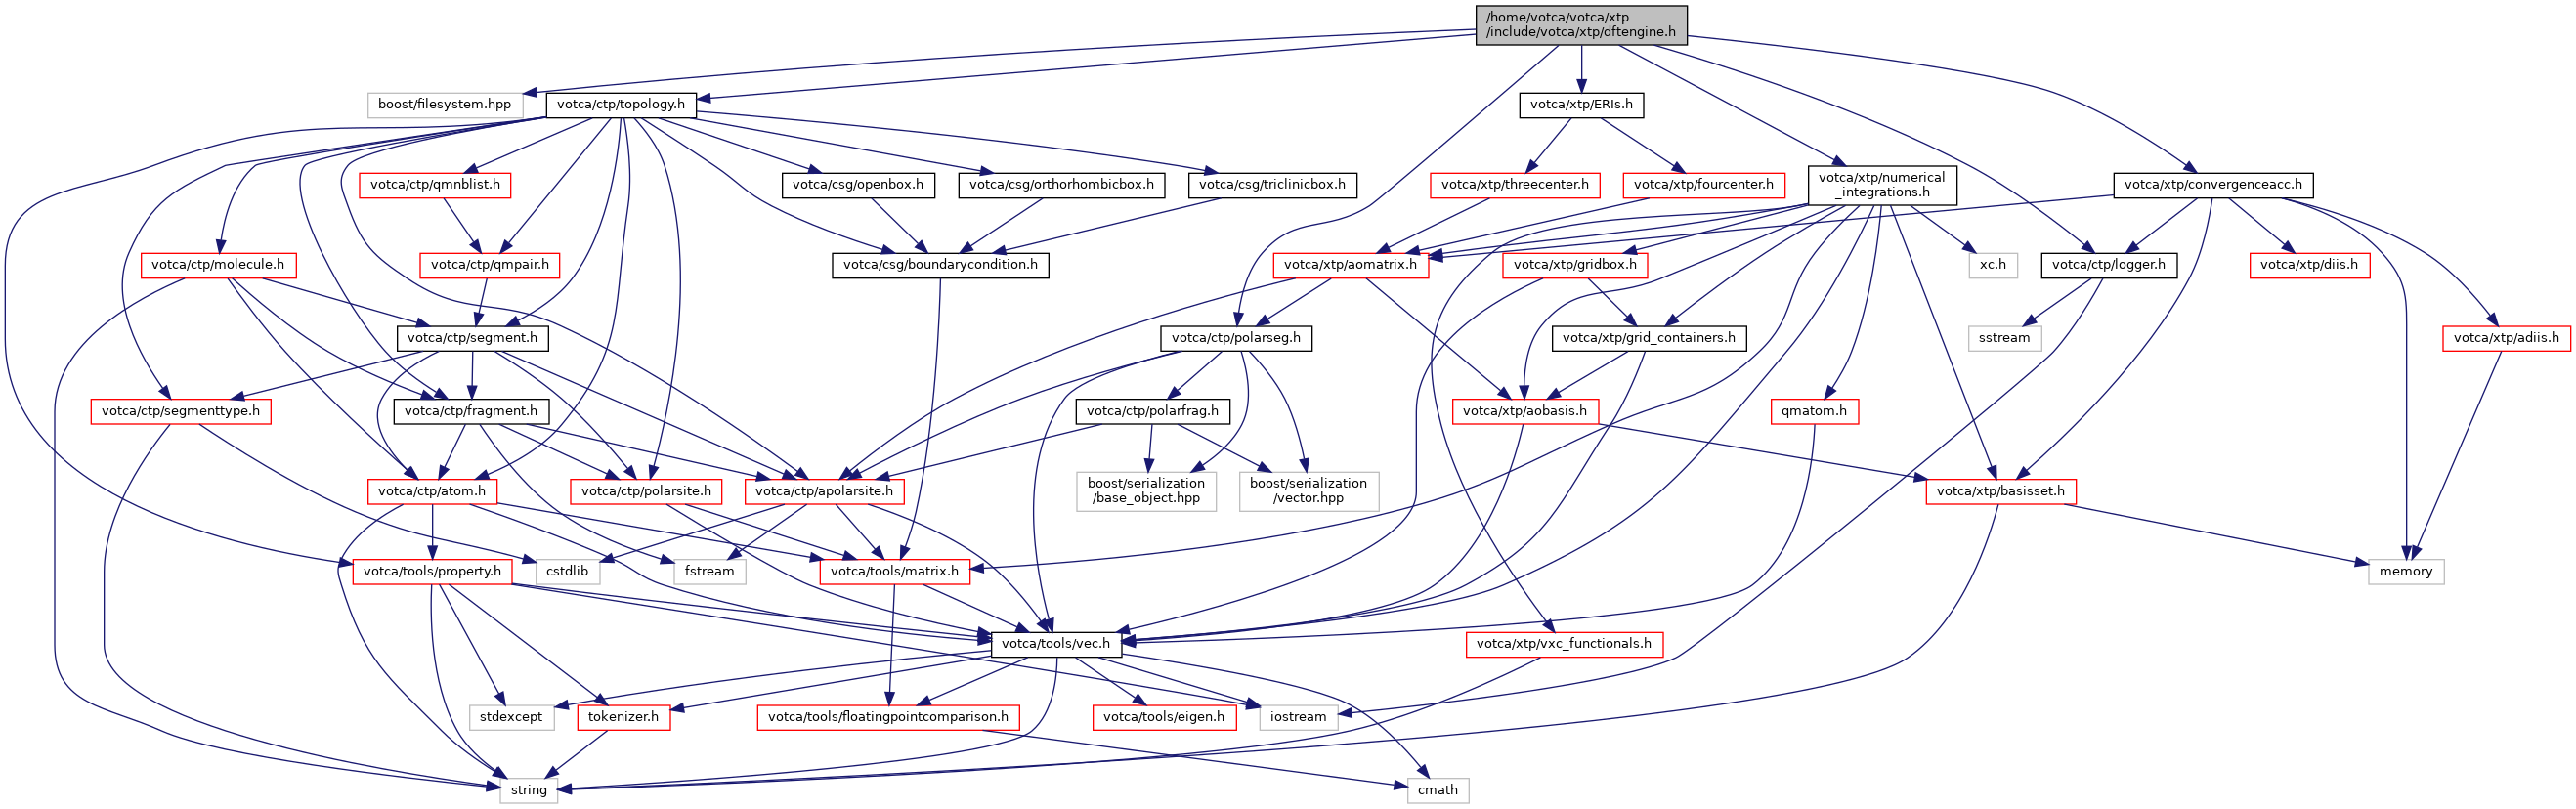 /home/votca/votca/xtp
/include/votca/xtp/dftengine.h
boost/filesystem.hpp
votca/ctp/topology.h
votca/xtp/ERIs.h
votca/ctp/qmnblist.h
votca/csg/openbox.h
votca/csg/orthorhombicbox.h
votca/csg/triclinicbox.h
votca/xtp/threecenter.h
votca/xtp/fourcenter.h
votca/xtp/numerical
_integrations.h
votca/xtp/convergenceacc.h
votca/ctp/molecule.h
votca/ctp/qmpair.h
votca/csg/boundarycondition.h
votca/xtp/aomatrix.h
votca/xtp/gridbox.h
xc.h
votca/ctp/logger.h
votca/xtp/diis.h
votca/ctp/segment.h
votca/ctp/polarseg.h
votca/xtp/grid_containers.h
sstream
votca/xtp/adiis.h
votca/ctp/segmenttype.h
votca/ctp/fragment.h
votca/ctp/polarfrag.h
votca/xtp/aobasis.h
qmatom.h
votca/ctp/atom.h
votca/ctp/polarsite.h
votca/ctp/apolarsite.h
boost/serialization
/base_object.hpp
boost/serialization
/vector.hpp
votca/xtp/basisset.h
votca/tools/property.h
cstdlib
fstream
votca/tools/matrix.h
memory
votca/tools/vec.h
votca/xtp/vxc_functionals.h
stdexcept
tokenizer.h
votca/tools/floatingpointcomparison.h
votca/tools/eigen.h
iostream
string
cmath